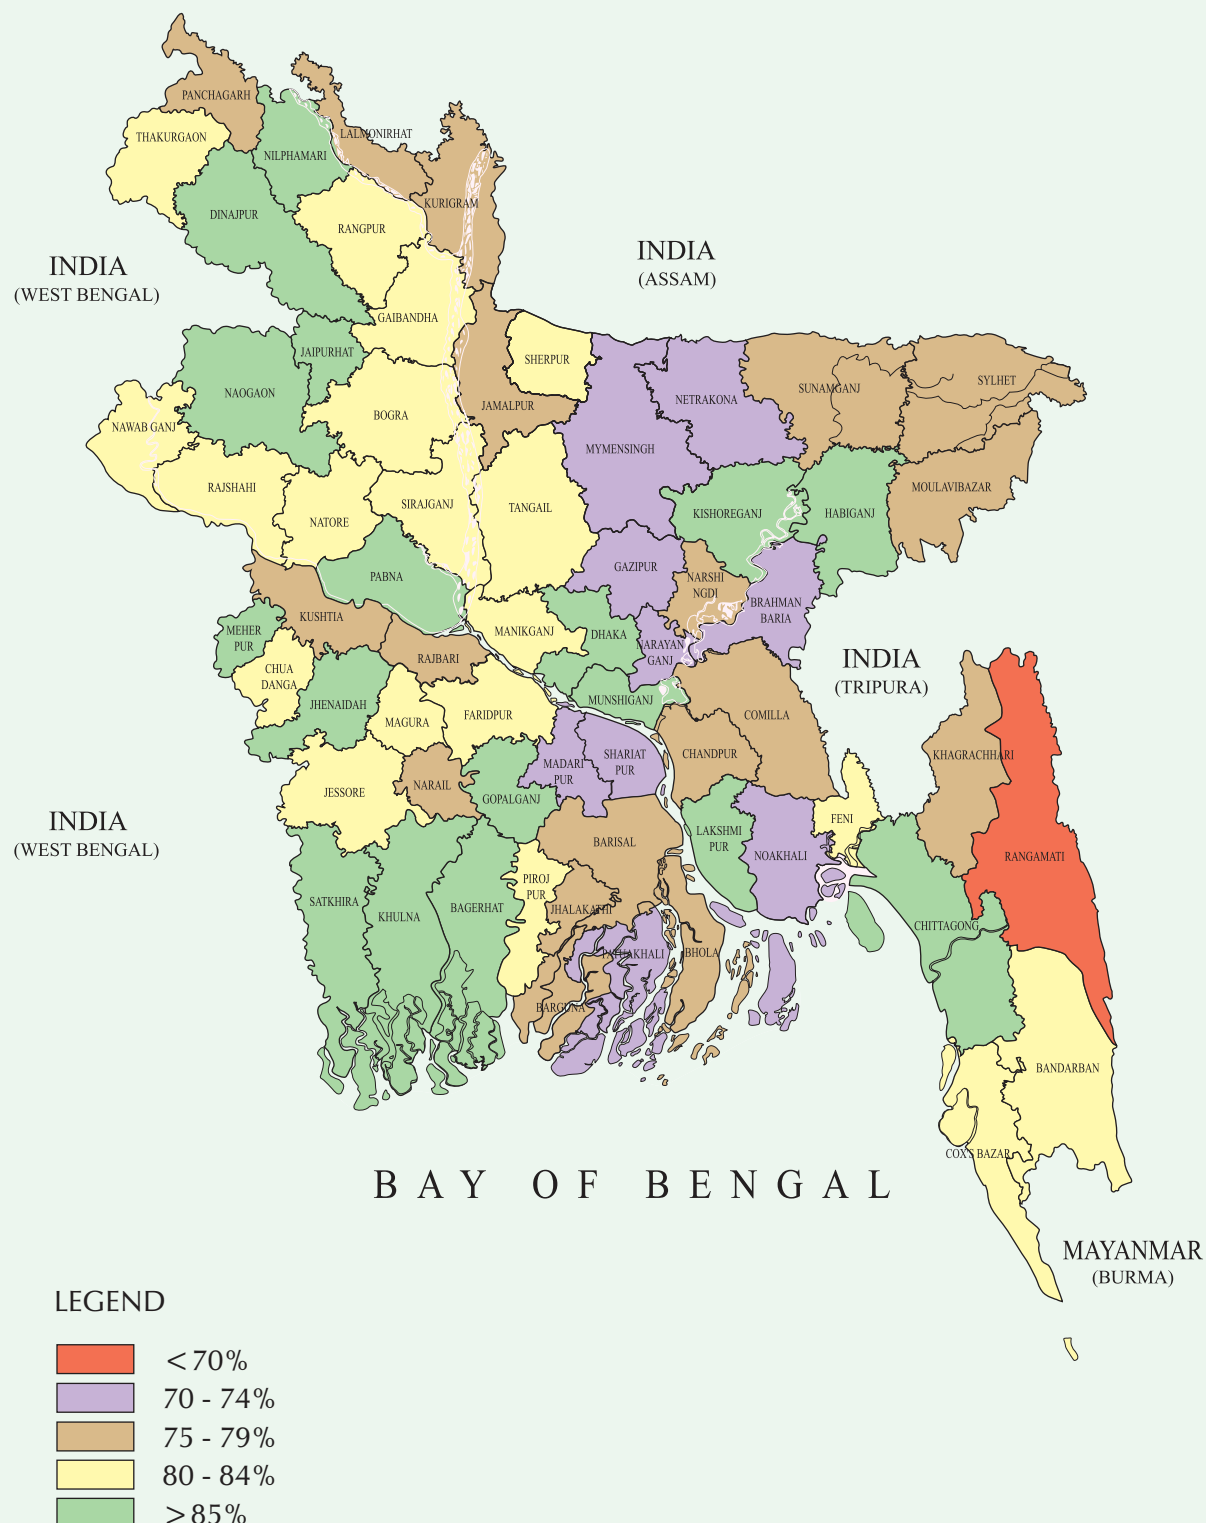 PANCHAGARH
THAKURGAON
LALMONIRHAT
NILPHAMARI
DINAJPUR
KURIGRAM
RANGPUR
INDIA
(ASSAM)
INDIA
(WEST BENGAL)
GAIBANDHA
JAIPURHAT
SHERPUR
NAOGAON
SUNAMGANJ
SYLHET
NETRAKONA
JAMALPUR
BOGRA
NAWAB GANJ
MYMENSINGH
RAJSHAHI
MOULAVIBAZAR
SIRAJGANJ
TANGAIL
KISHOREGANJ
HABIGANJ
NATORE
GAZIPUR
PABNA
NARSHI
NGDI
BRAHMAN
BARIA
KUSHTIA
MEHER
PUR
MANIKGANJ
DHAKA
NARAYAN
GANJ
RAJBARI
INDIA
(TRIPURA)
CHUA
DANGA
JHENAIDAH
MUNSHIGANJ
MAGURA
FARIDPUR
COMILLA
SHARIAT
PUR
CHANDPUR
KHAGRACHHARI
MADARI
PUR
NARAIL
JESSORE
GOPALGANJ
INDIA
(WEST BENGAL)
FENI
LAKSHMI
PUR
BARISAL
NOAKHALI
RANGAMATI
PIROJ
PUR
SATKHIRA
KHULNA
BAGERHAT
JHALAKATHI
CHITTAGONG
PATUAKHALI
BHOLA
BARGUNA
BANDARBAN
COX'S BAZAR
BAY OF BENGAL
MAYANMAR
(BURMA)
LEGEND
<70%
70 - 74%
75 - 79%
80 - 84%
>85%